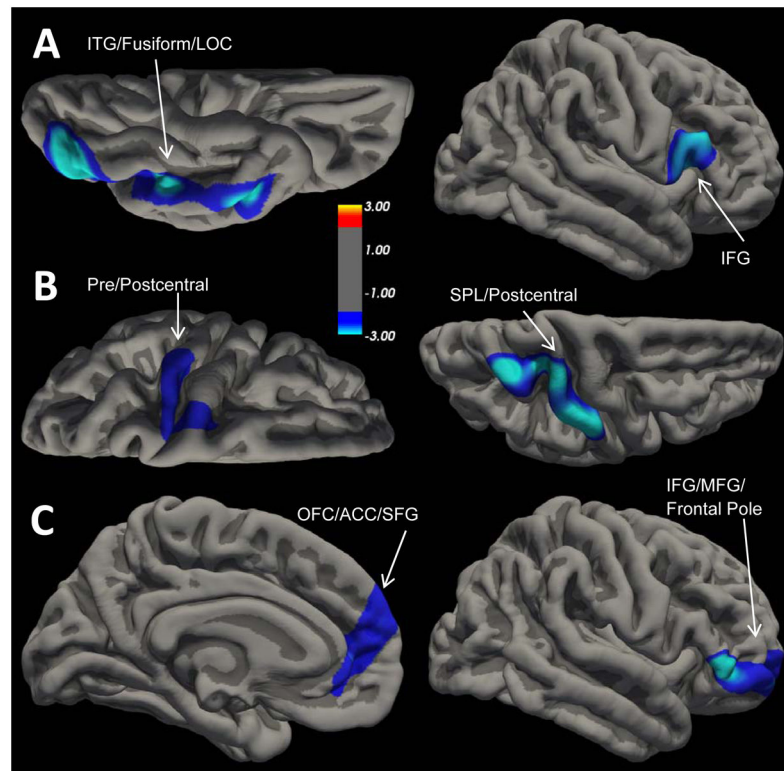 A
ITG/Fusiform/LOC
IFG
3.00
1.00
-1.00
-3.00
B
Pre/Postcentral
SPL/Postcentral
C
OFC/ACC/SFG
IFG/MFG/
Frontal Pole